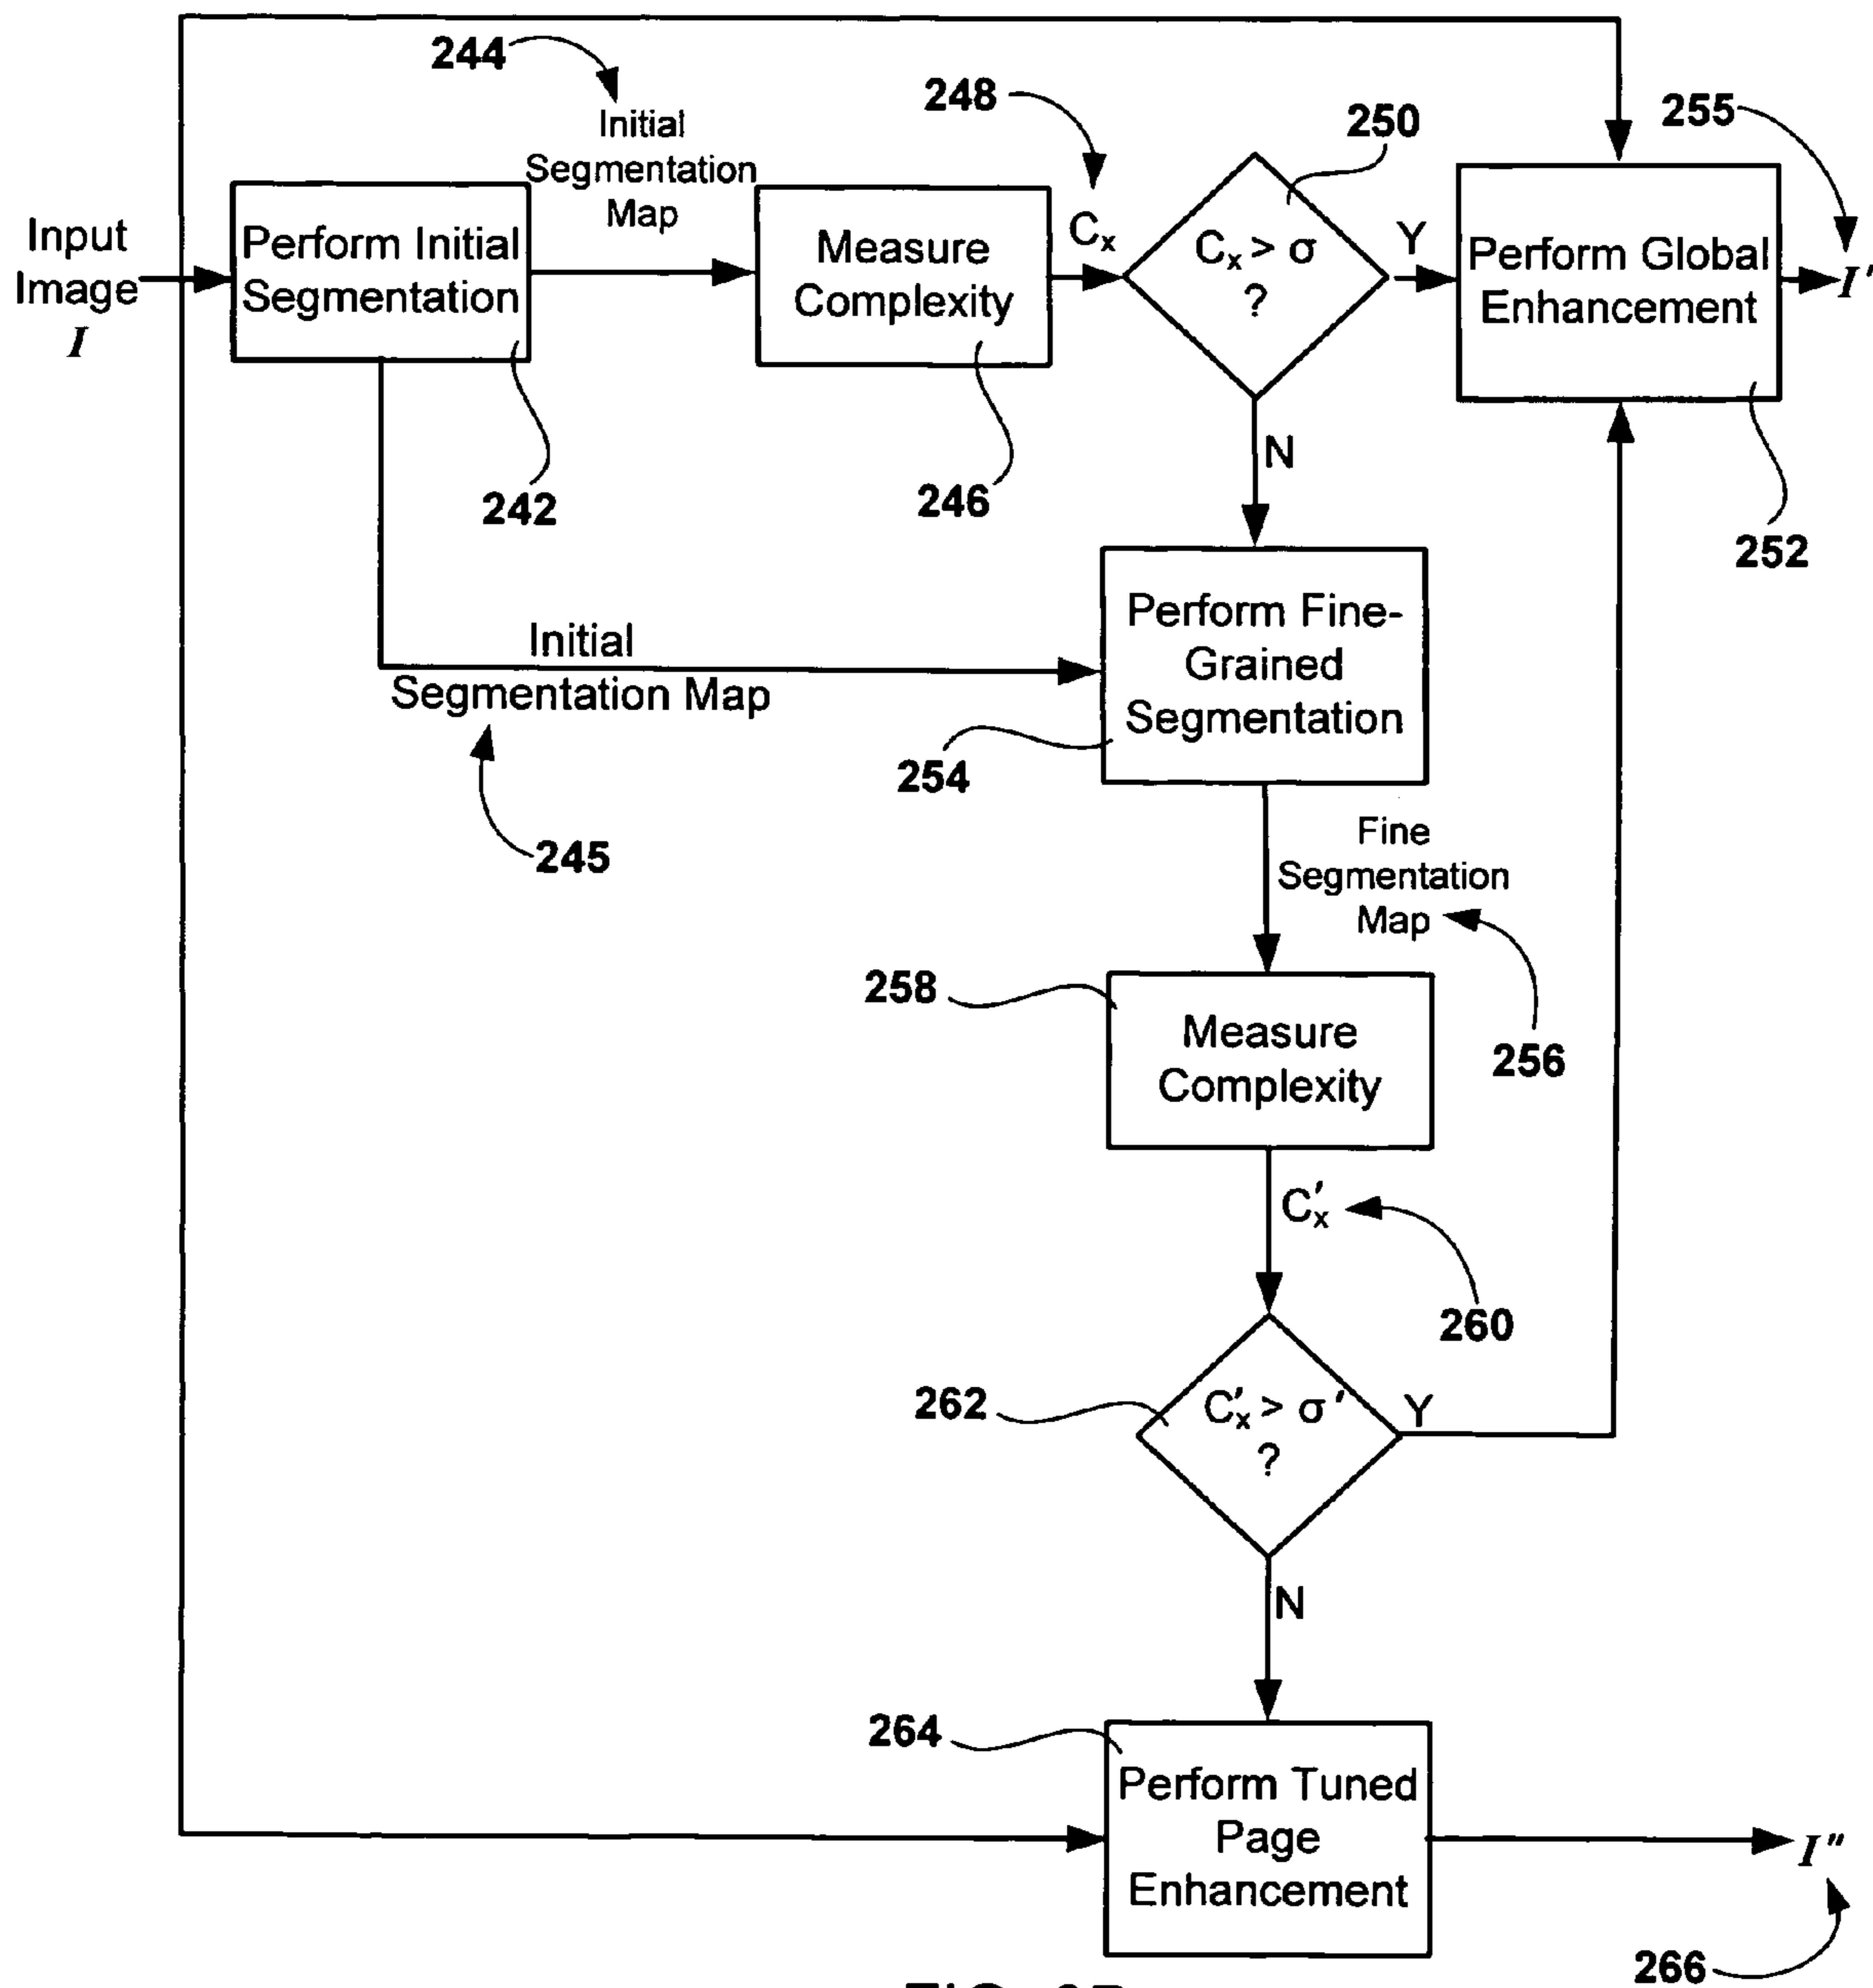 244
Initial
Segmentation
Map
248
250
255
Input
Image
I
Perform Initial
Segmentation
242
Measure
Complexity
246
Cx
Cx > σ
?
Y
N
Perform Global
Enhancement
252
I'
Initial
Segmentation Map
245
Perform Fine-
Grained
Segmentation
254
Fine
Segmentation
Map
256
258
Measure
Complexity
C'x
260
262
C'x > σ'
?
Y
N
264
Perform Tuned
Page
Enhancement
I"
266